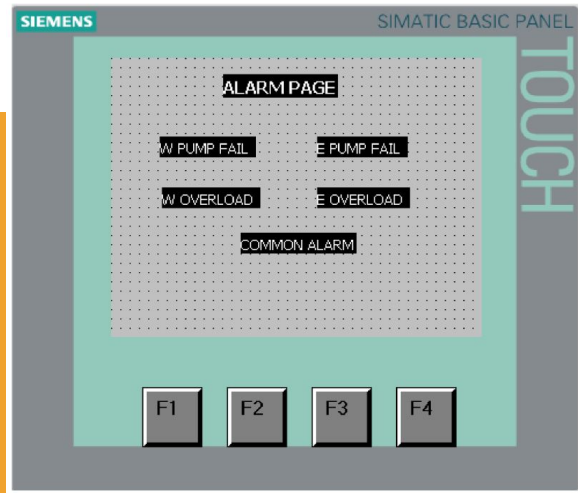 SIEMENS
SIMATIC BASIC PANEL
TOUCH
ALARM PAGE
W PUMP FAIL
E PUMP FAIL
W OVERLOAD
E OVERLOAD
COMMON ALARM
F1
F2
F3
F4